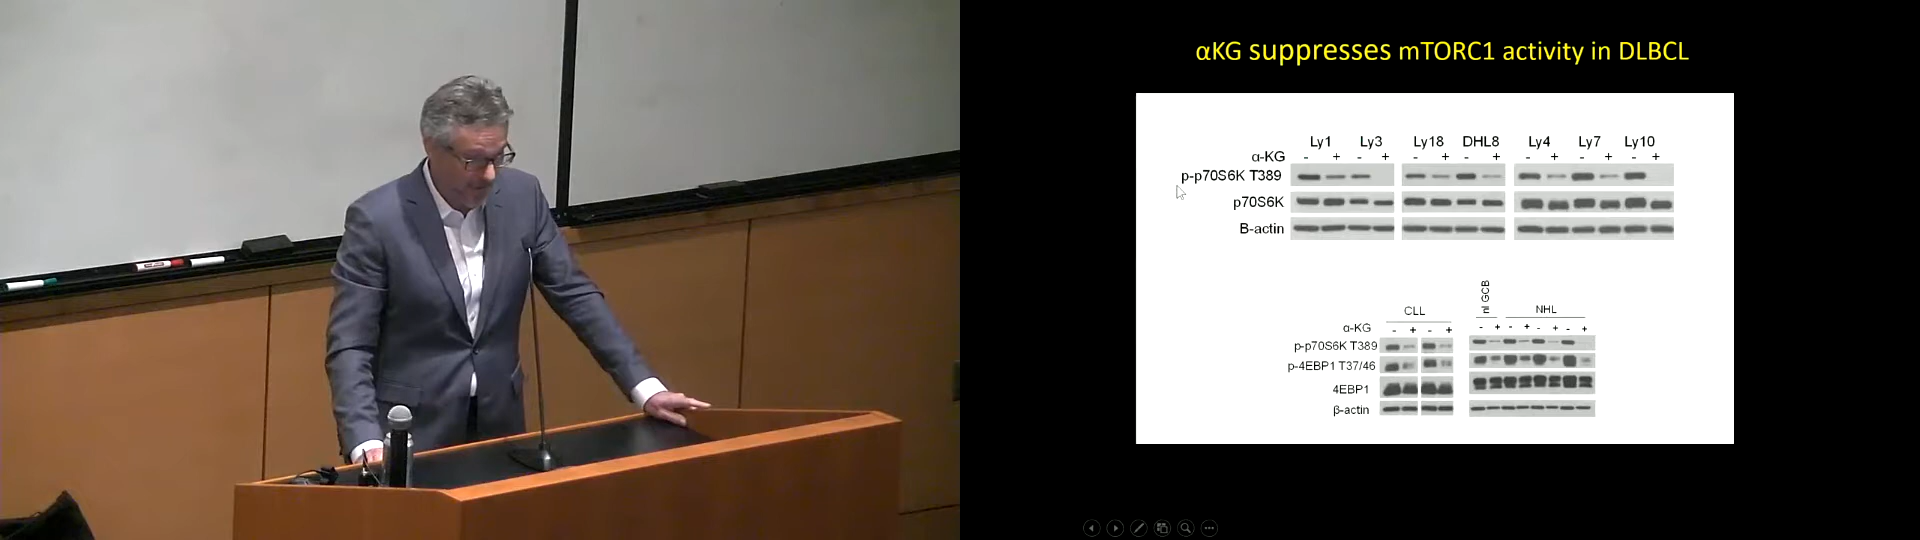 αKG suppresses mTORC1 activity in DLBCL
Ly1 Ly3 Ly18 DHL8 Ly4 Ly7 Ly10
α-KG - + - + - + - + - + - + - +
p-p70S6K T389
p70S6K
B-actin
CLL nl GCB NHL
α-KG - + - + - + - + - + - +
p-p70S6K T389
p-4EBP1 T37/46
4EBP1
β-actin